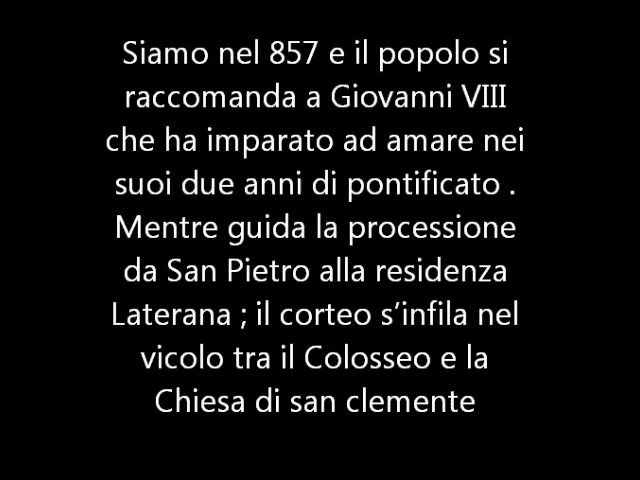 Siamo nel 857 e il popolo si
raccomanda a Giovanni VIII
che ha imparato ad amare nei
suoi due anni di pontificato .
Mentre guida la processione
da San Pietro alla residenza
Laterana ; il corteo s’infila nel
vicolo tra il Colosseo e la
Chiesa di san clemente